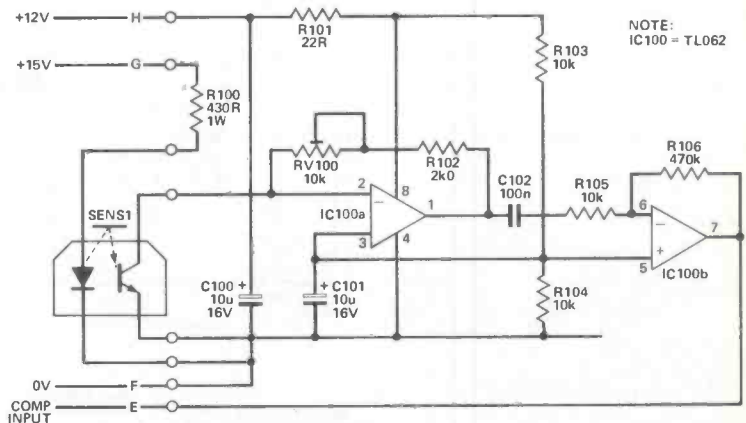 +12V
H
R101
22R
R103
10k
NOTE:
IC100 = TL062
+15V
G
R100
430R
1W
RV100
10k
R102
2k0
C102
100n
R105
10k
R106
470k
2
−
8
IC100a
1
3
4
6
−
7
+
5
IC100b
SENS1
C100
10u
16V
+
C101
10u
16V
+
R104
10k
0V
F
COMP
INPUT
E